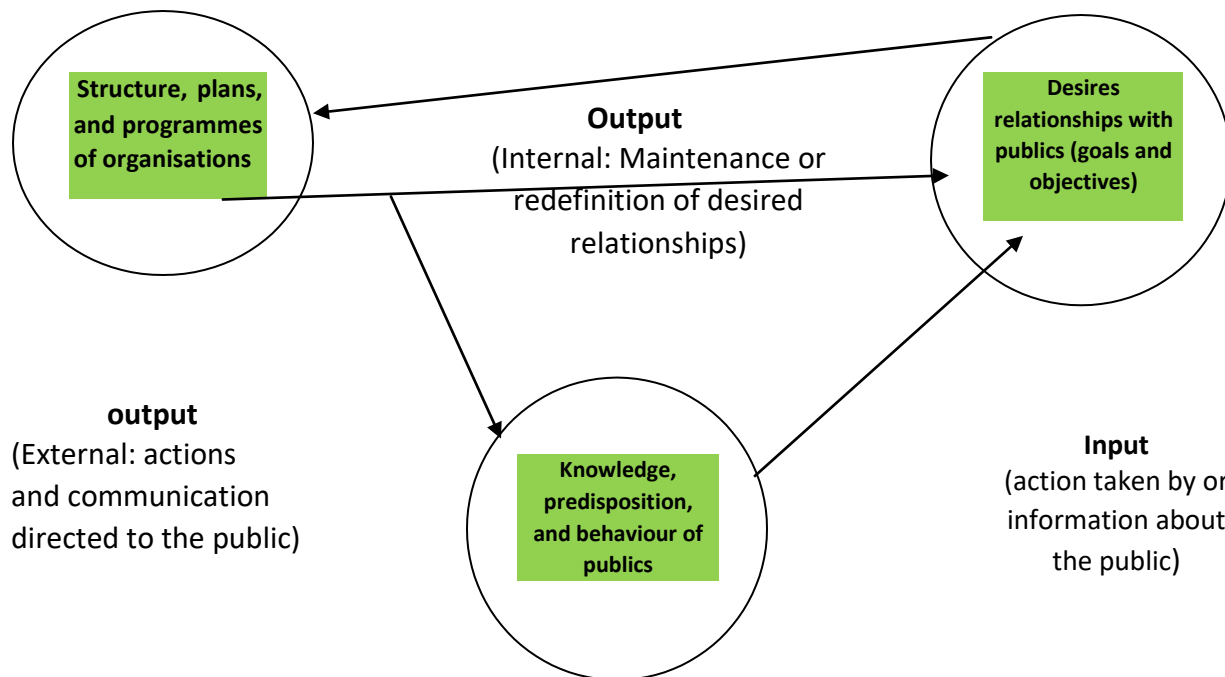 Structure, plans,
and programmes
of organisations
Output
(Internal: Maintenance or
redefinition of desired
relationships)
Desires
relationships with
publics (goals and
objectives)
output
(External: actions
and communication
directed to the public)
Knowledge,
predisposition,
and behaviour of
publics
Input
(action taken by or
information about
the public)